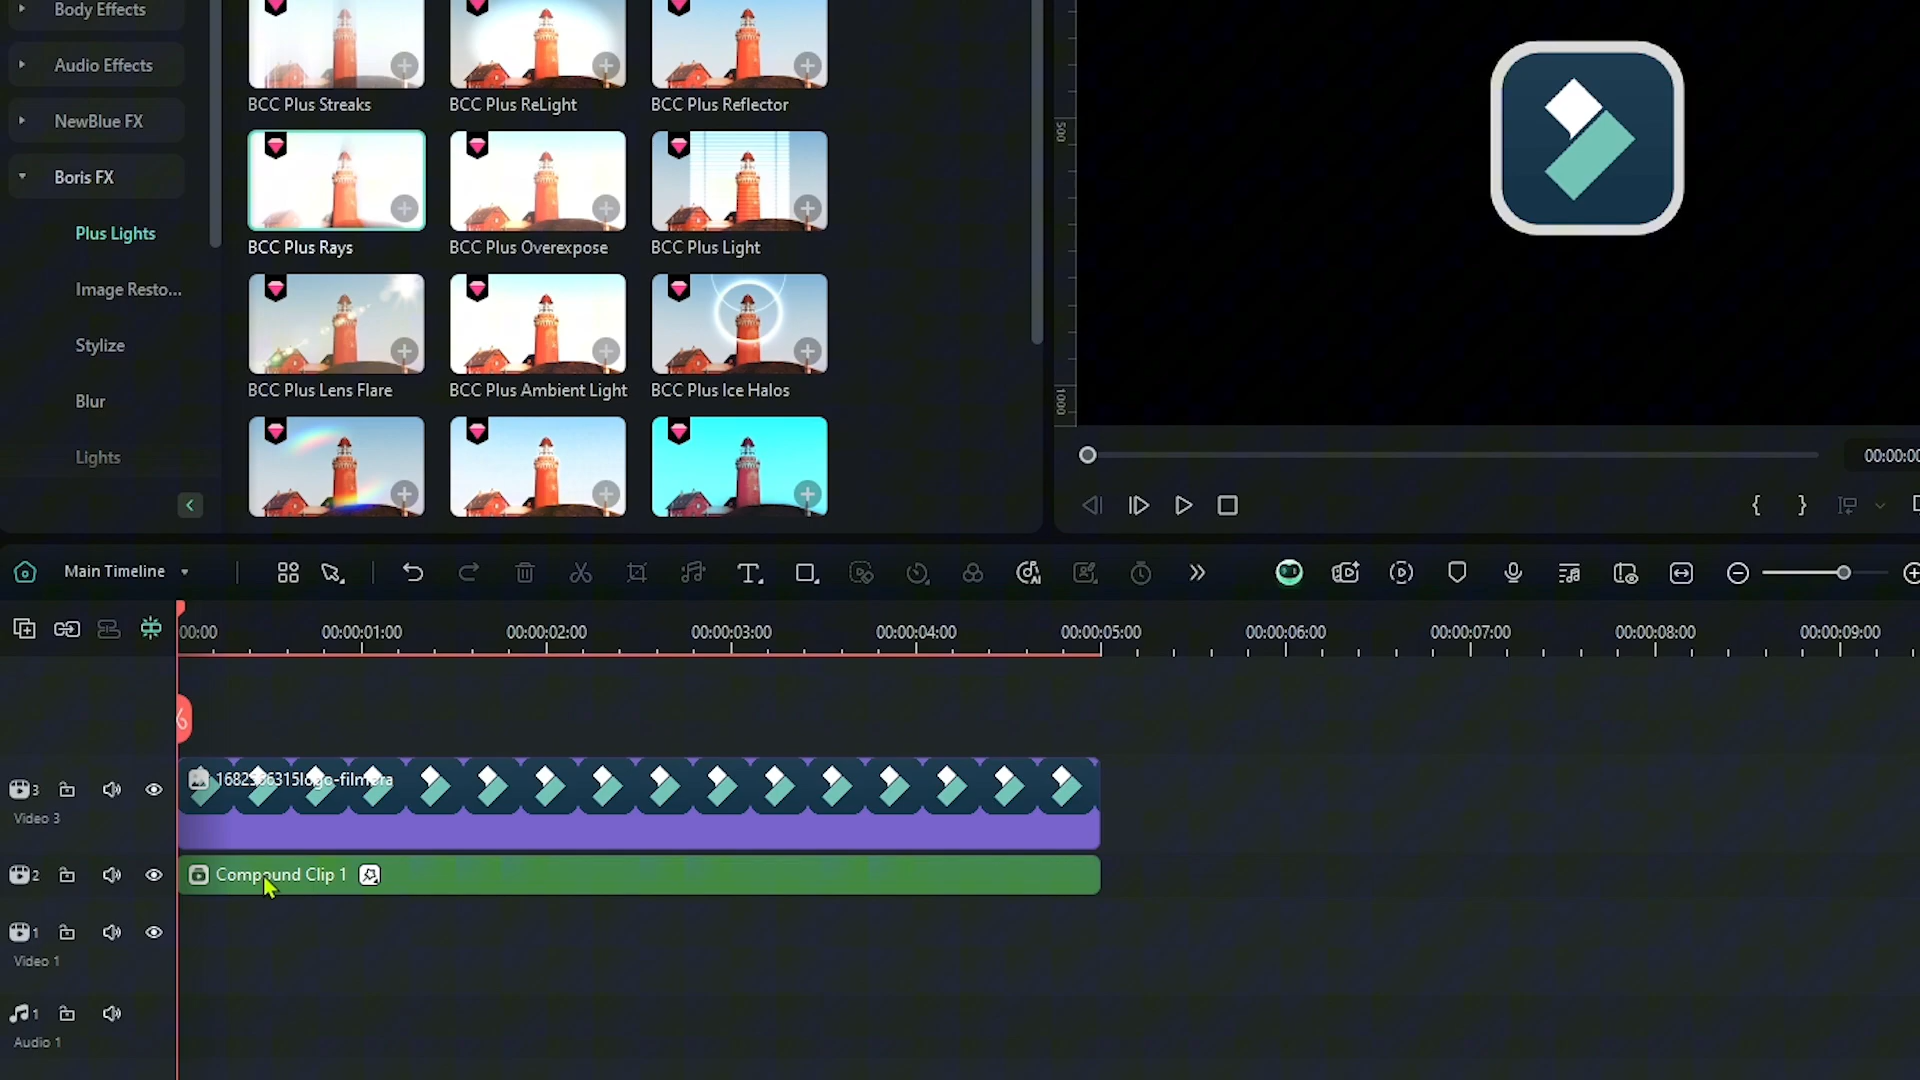 Body Effects
Audio Effects
NewBlue FX
Boris FX
Plus Lights
Image Resto...
Stylize
Blur
Lights
BCC Plus Streaks
BCC Plus ReLight
BCC Plus Reflector
BCC Plus Rays
BCC Plus Overexpose
BCC Plus Light
BCC Plus Lens Flare
BCC Plus Ambient Light
BCC Plus Ice Halos
500
1000
00:00:00
Main Timeline
00:00
00:00:01:00
00:00:02:00
00:00:03:00
00:00:04:00
00:00:05:00
00:00:06:00
00:00:07:00
00:00:08:00
00:00:09:00
3
Video 3
2
Compound Clip 1
1
Video 1
1
Audio 1